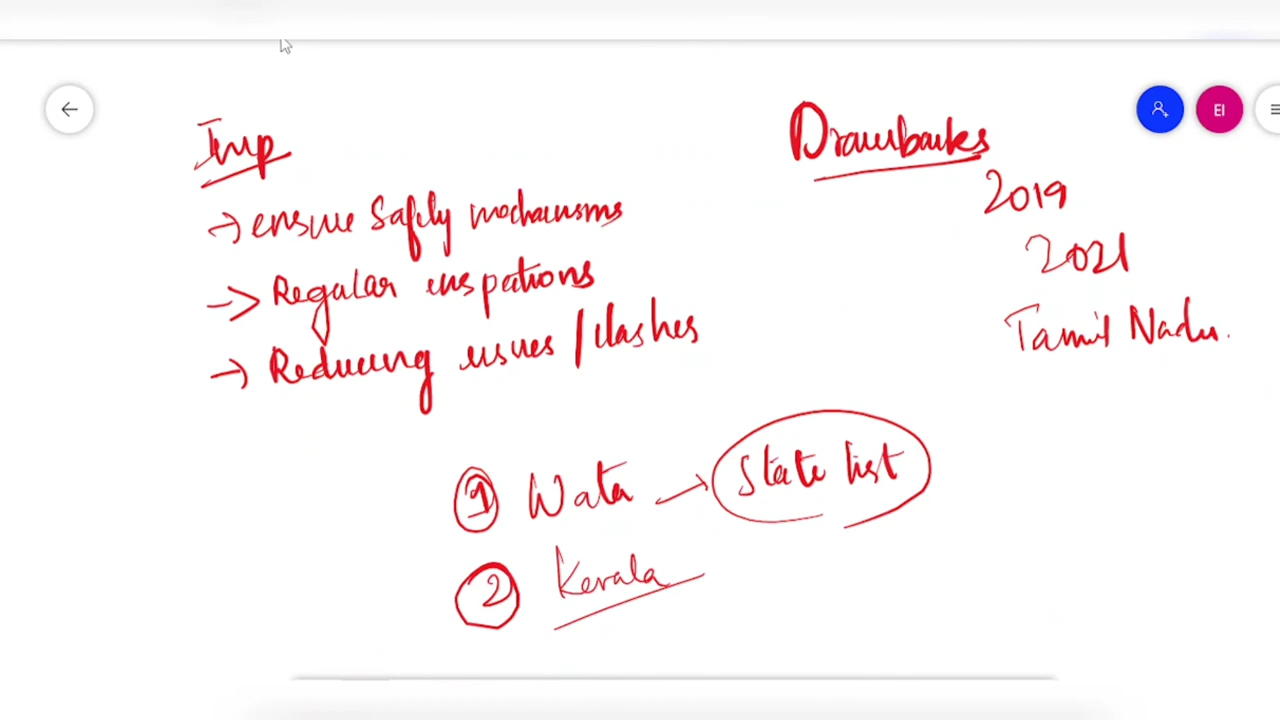 Imp
→ ensure Safety mechanisms
→ Regular inspections
→ Reducing issues / clashes
Drawbacks
2019
2021
Tamil Nadu.
① Water → State list
② Kerala
EI